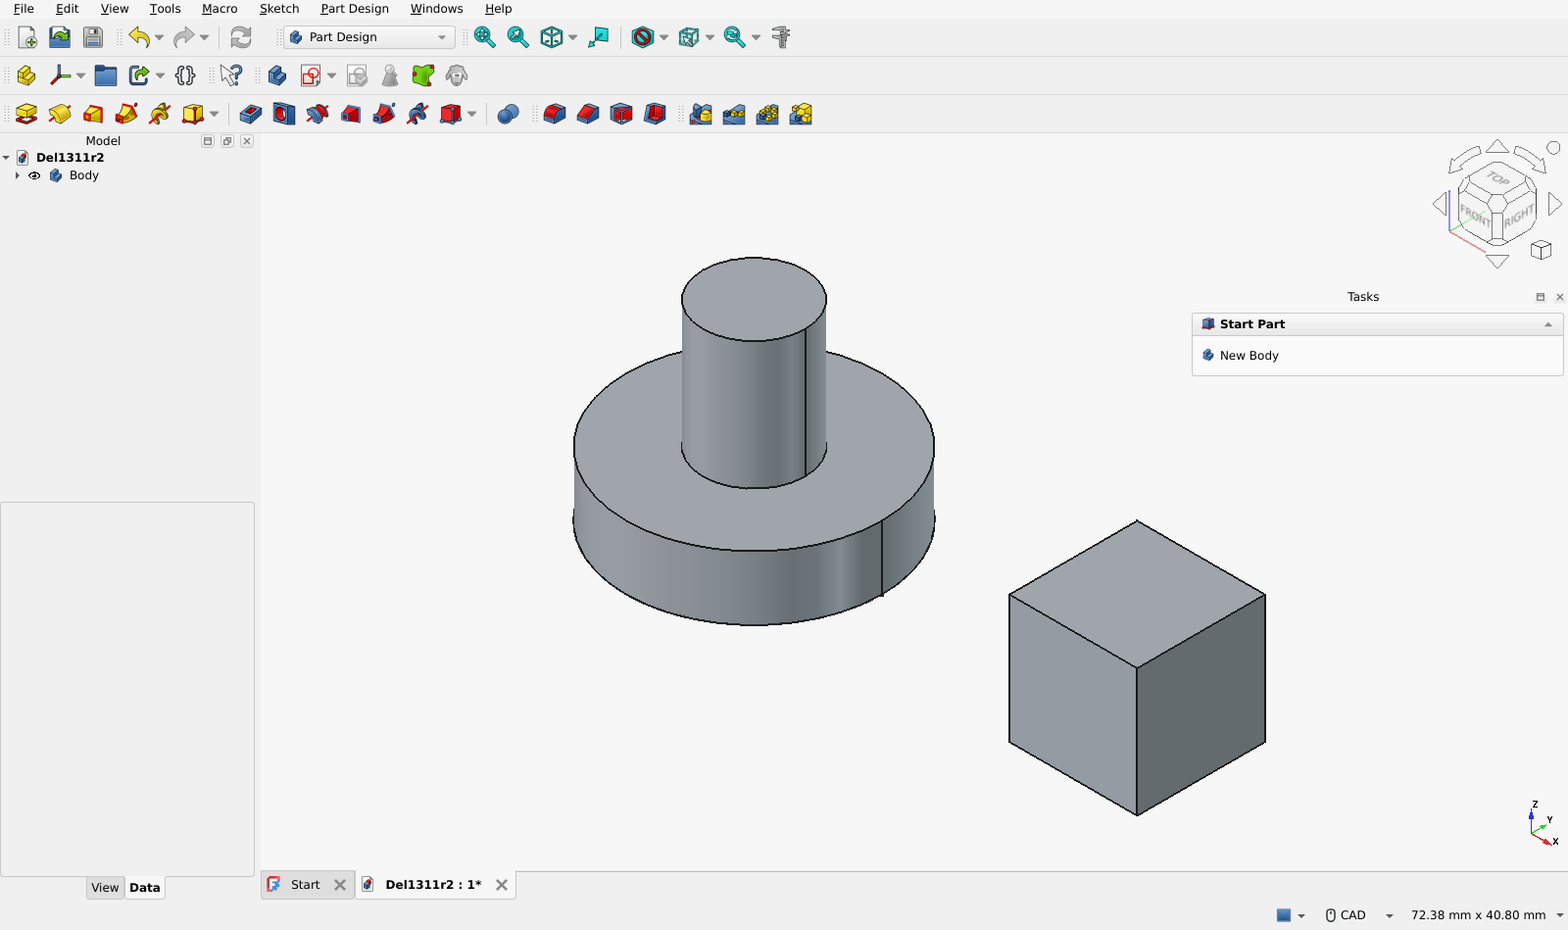 File Edit View Tools Macro Sketch Part Design Windows Help
Part Design
Model
Del1311r2
Body
TOP
FRONT
RIGHT
Tasks
Start Part
New Body
Z
Y
X
View Data
Start
Del1311r2 : 1*
CAD
72.38 mm x 40.80 mm